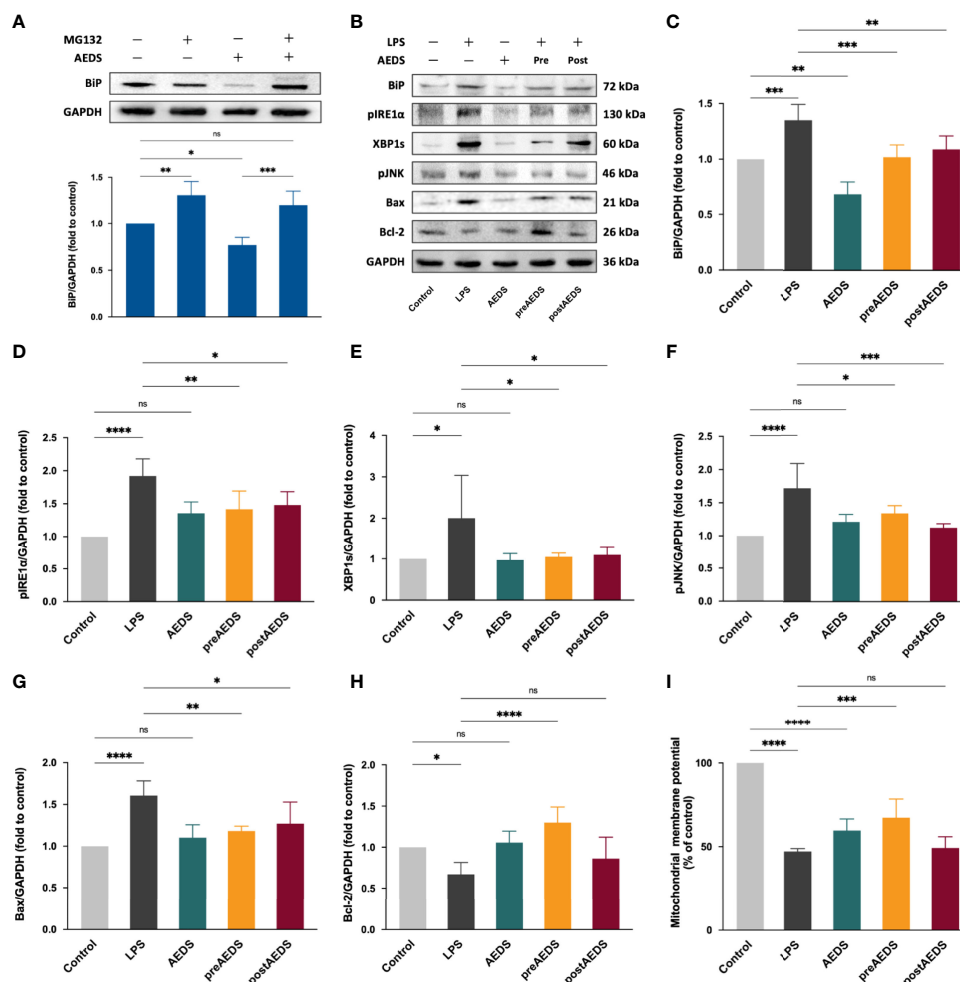 A
MG132 — + — +
AEDS — — + +
BiP
GAPDH
ns
*
** ***
1.5
1.0
0.5
0.0
BiP/GAPDH (fold to control)
B
LPS — + — + +
AEDS — — + Pre Post
BiP 72 kDa
pIRE1α 130 kDa
XBP1s 60 kDa
pJNK 46 kDa
Bax 21 kDa
Bcl-2 26 kDa
GAPDH 36 kDa
Control LPS AEDS preAEDS postAEDS
C
**
***
**
***
1.5
1.0
0.5
0.0
BiP/GAPDH (fold to control)
Control LPS AEDS preAEDS postAEDS
D
*
**
ns
****
2.5
2.0
1.5
1.0
0.5
0.0
pIRE1α/GAPDH (fold to control)
Control LPS AEDS preAEDS postAEDS
E
*
*
ns
*
4
3
2
1
0
XBP1s/GAPDH (fold to control)
Control LPS AEDS preAEDS postAEDS
F
***
*
ns
****
2.5
2.0
1.5
1.0
0.5
0.0
pJNK/GAPDH (fold to control)
Control LPS AEDS preAEDS postAEDS
G
*
**
ns
****
2.0
1.5
1.0
0.5
0.0
Bax/GAPDH (fold to control)
Control LPS AEDS preAEDS postAEDS
H
ns
****
ns
*
2.0
1.5
1.0
0.5
0.0
Bcl-2/GAPDH (fold to control)
Control LPS AEDS preAEDS postAEDS
I
ns
***
****
****
100
50
0
Mitochondrial membrane potential
(% of control)
Control LPS AEDS preAEDS postAEDS